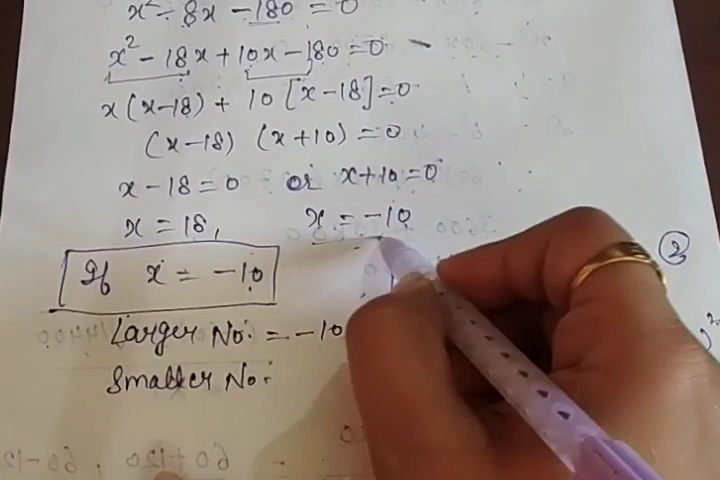 x² - 8x - 180 = 0
x² - 18x + 10x - 180 = 0
x(x-18) + 10[x-18] = 0
(x-18) (x+10) = 0
x - 18 = 0 or x+10 = 0
x = 18, x = -10
If x = -10
Larger No. = -10
Smaller No.
2